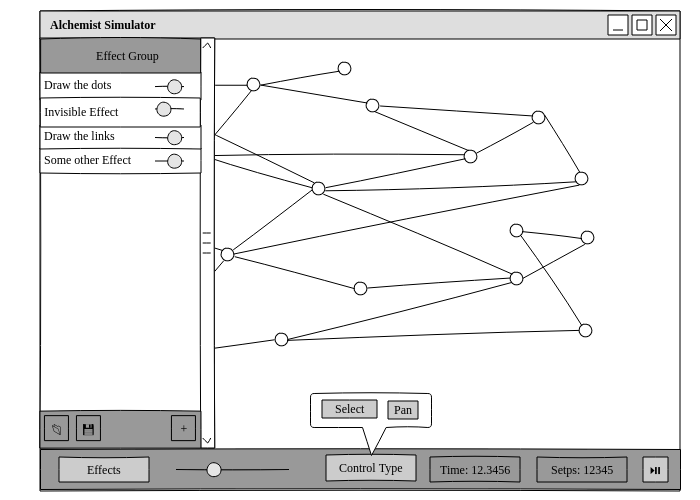 Alchemist Simulator
Effect Group
Draw the dots
Invisible Effect
Draw the links
Some other Effect
+
Select
Pan
Effects
Control Type
Time: 12.3456
Setps: 12345